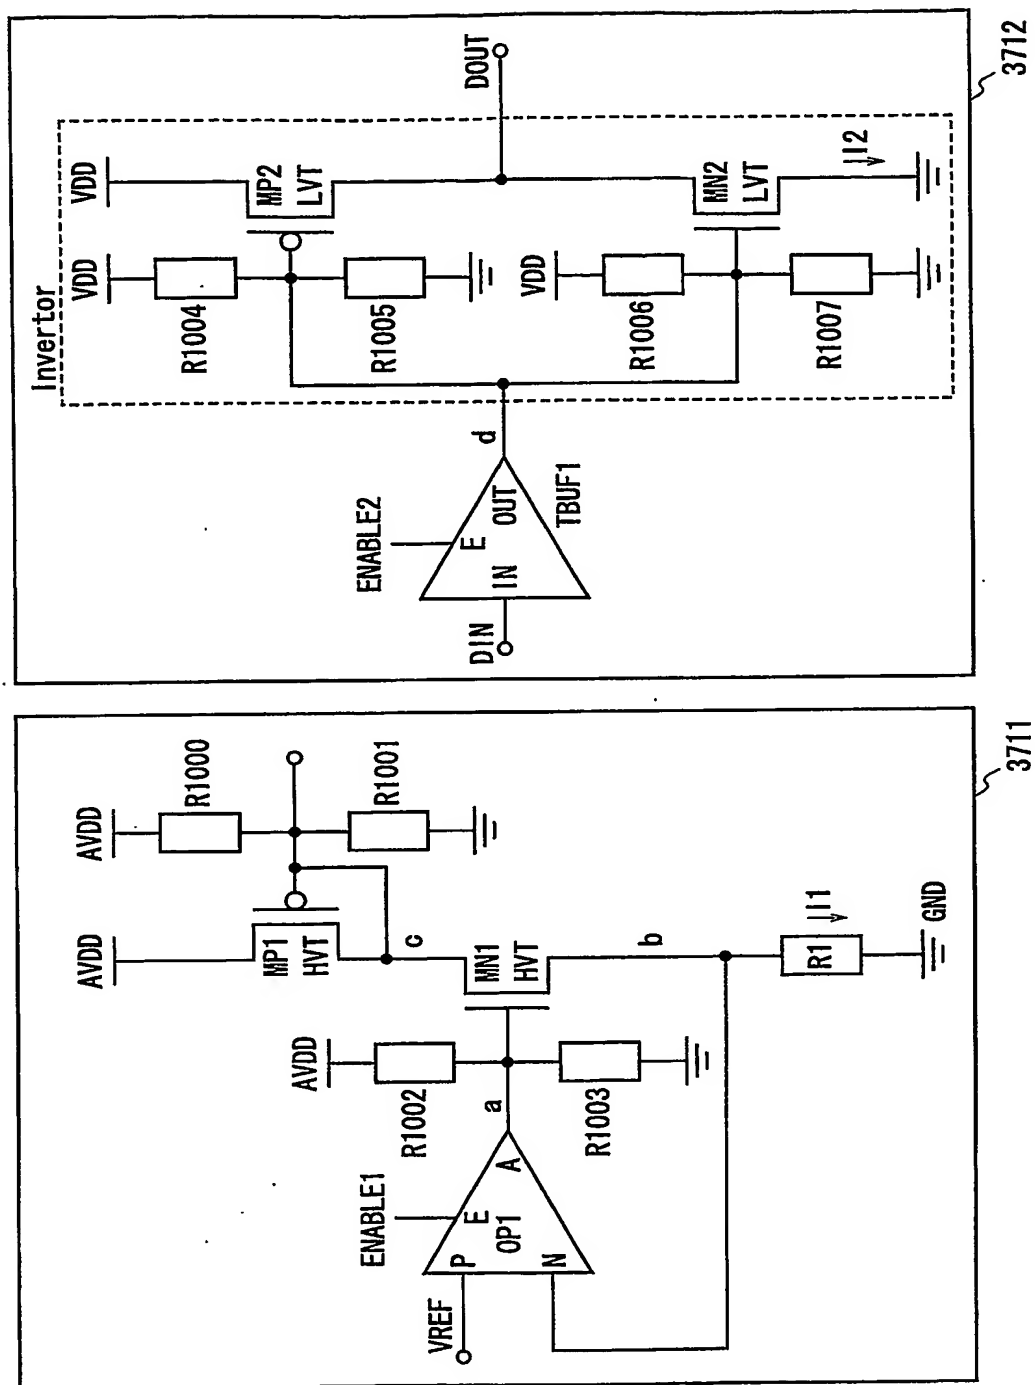 3711
AVDD
AVDD
R1000
R1001
MP1
HVT
c
AVDD
R1002
a
R1003
MN1
HVT
b
ENABLE1
VREF
P
E
A
OP1
N
R1
I1
GND
3712
Invertor
VDD
VDD
R1004
R1005
MP2
LVT
DOUT
ENABLE2
DIN
IN
E
OUT
TBUF1
d
VDD
R1006
R1007
MN2
LVT
I2